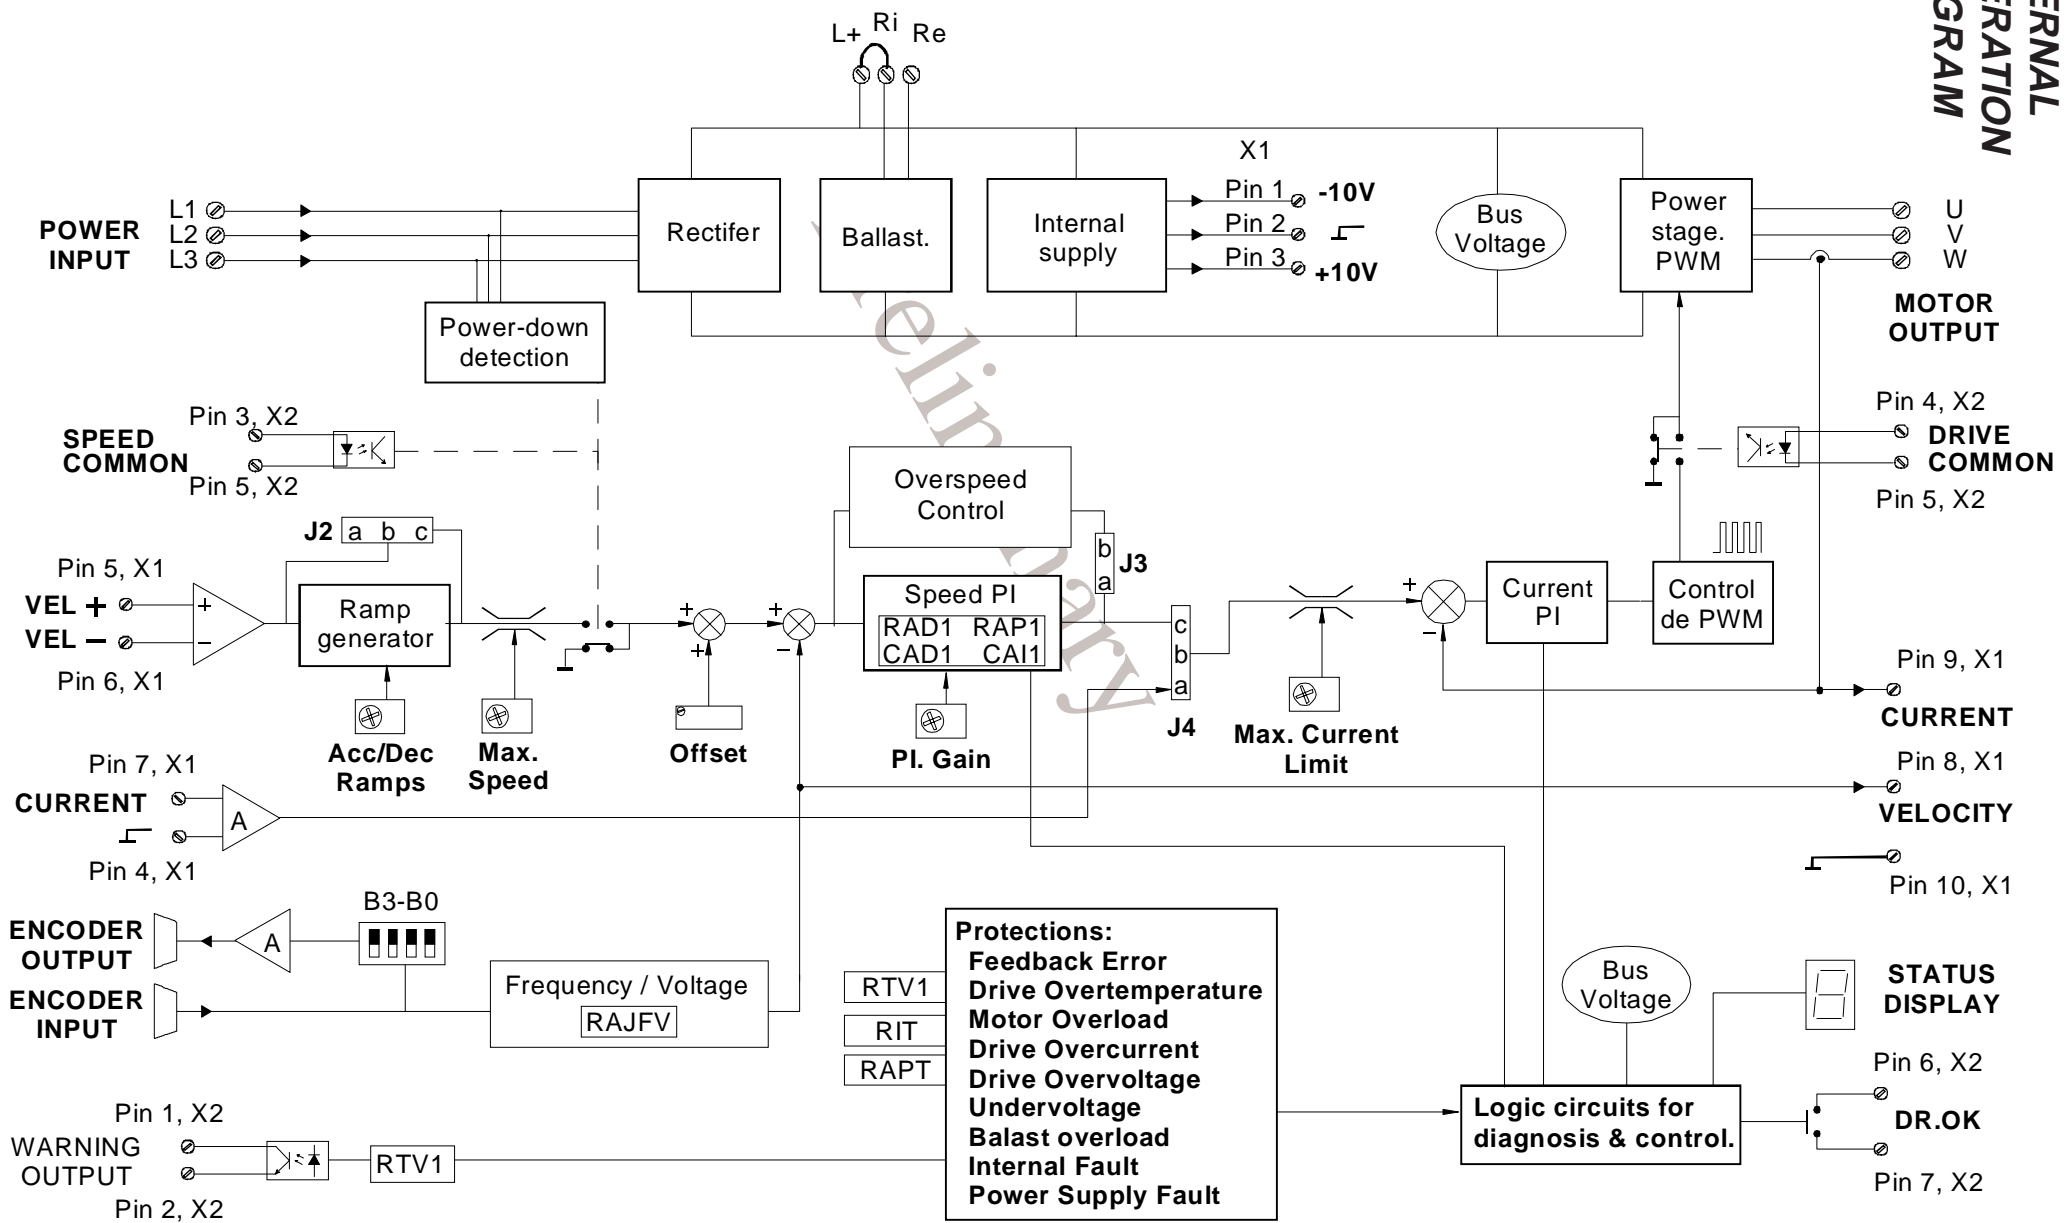 ERNAL
ERATION
GRAM
L+ Ri Re
X1
POWER
INPUT
L1
L2
L3
Rectifer
Ballast.
Internal
supply
Pin 1 -10V
Pin 2
Pin 3 +10V
Bus
Voltage
Power
stage.
PWM
U
V
W
MOTOR
OUTPUT
Power-down
detection
Pin 3, X2
SPEED
COMMON
Pin 5, X2
Pin 4, X2
DRIVE
COMMON
Pin 5, X2
Overspeed
Control
J2 a b c
b
a
J3
Pin 5, X1
VEL +
VEL -
Pin 6, X1
+
-
Ramp
generator
+
+
+
-
Speed PI
RAD1 RAP1
CAD1 CAI1
c
b
a
J4
+
-
Current
PI
Control
de PWM
Acc/Dec
Ramps
Max.
Speed
Offset
PI. Gain
Max. Current
Limit
Pin 9, X1
CURRENT
Pin 7, X1
CURRENT
A
Pin 4, X1
Pin 8, X1
VELOCITY
Pin 10, X1
B3-B0
ENCODER
OUTPUT
A
ENCODER
INPUT
Frequency / Voltage
RAJFV
RTV1
RIT
RAPT
Protections:
Feedback Error
Drive Overtemperature
Motor Overload
Drive Overcurrent
Drive Overvoltage
Undervoltage
Balast overload
Internal Fault
Power Supply Fault
Bus
Voltage
STATUS
DISPLAY
Logic circuits for
diagnosis & control.
Pin 6, X2
DR.OK
Pin 7, X2
Pin 1, X2
WARNING
OUTPUT
Pin 2, X2
RTV1